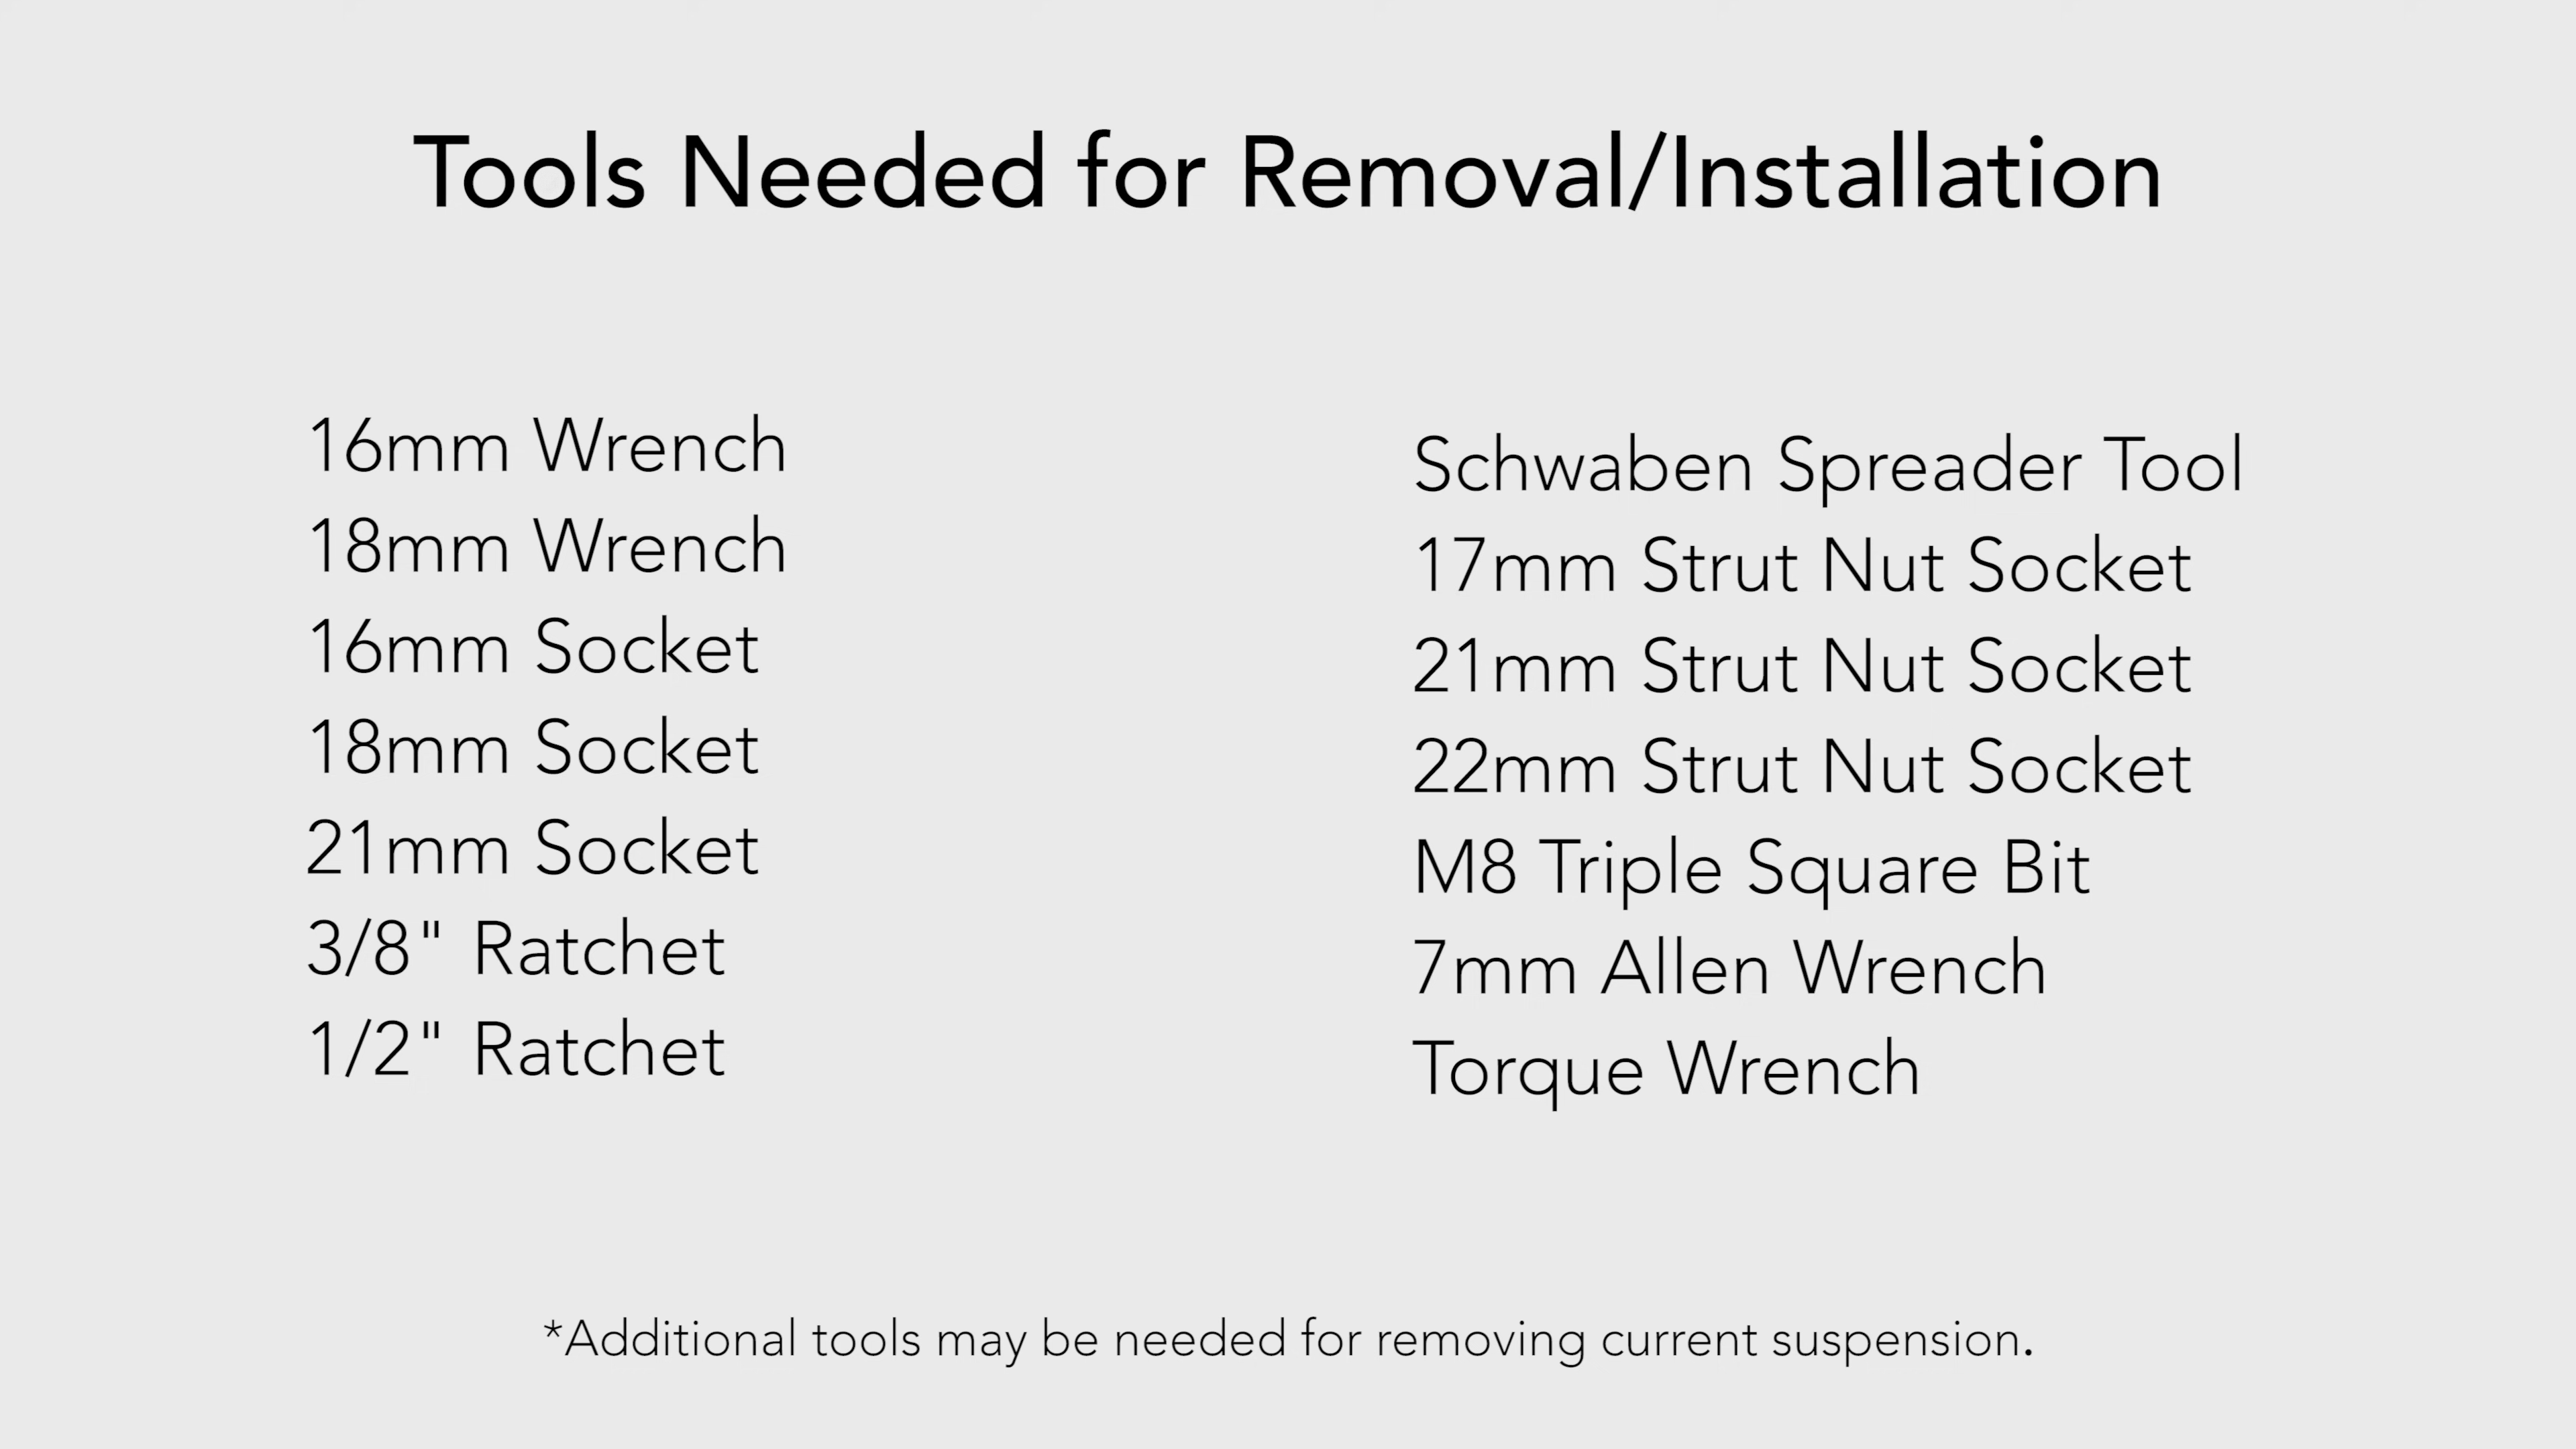 Tools Needed for Removal/Installation
16mm Wrench
18mm Wrench
16mm Socket
18mm Socket
21mm Socket
3/8" Ratchet
1/2" Ratchet
Schwaben Spreader Tool
17mm Strut Nut Socket
21mm Strut Nut Socket
22mm Strut Nut Socket
M8 Triple Square Bit
7mm Allen Wrench
Torque Wrench
*Additional tools may be needed for removing current suspension.